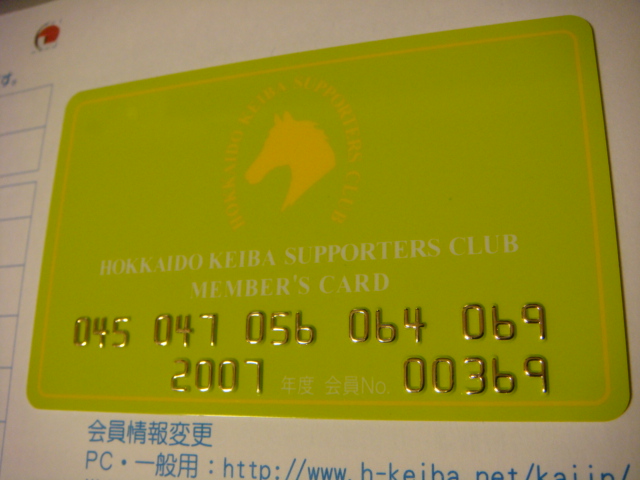 す。
HOKKAIDO KEIBA SUPPORTERS CLUB
HOKKAIDO KEIBA SUPPORTERS CLUB
MEMBER'S CARD
045 047 056 064 069
2007 年度 会員No. 00369
会員情報変更
PC・一般用：http://www.h-keiba.net/kaiin/